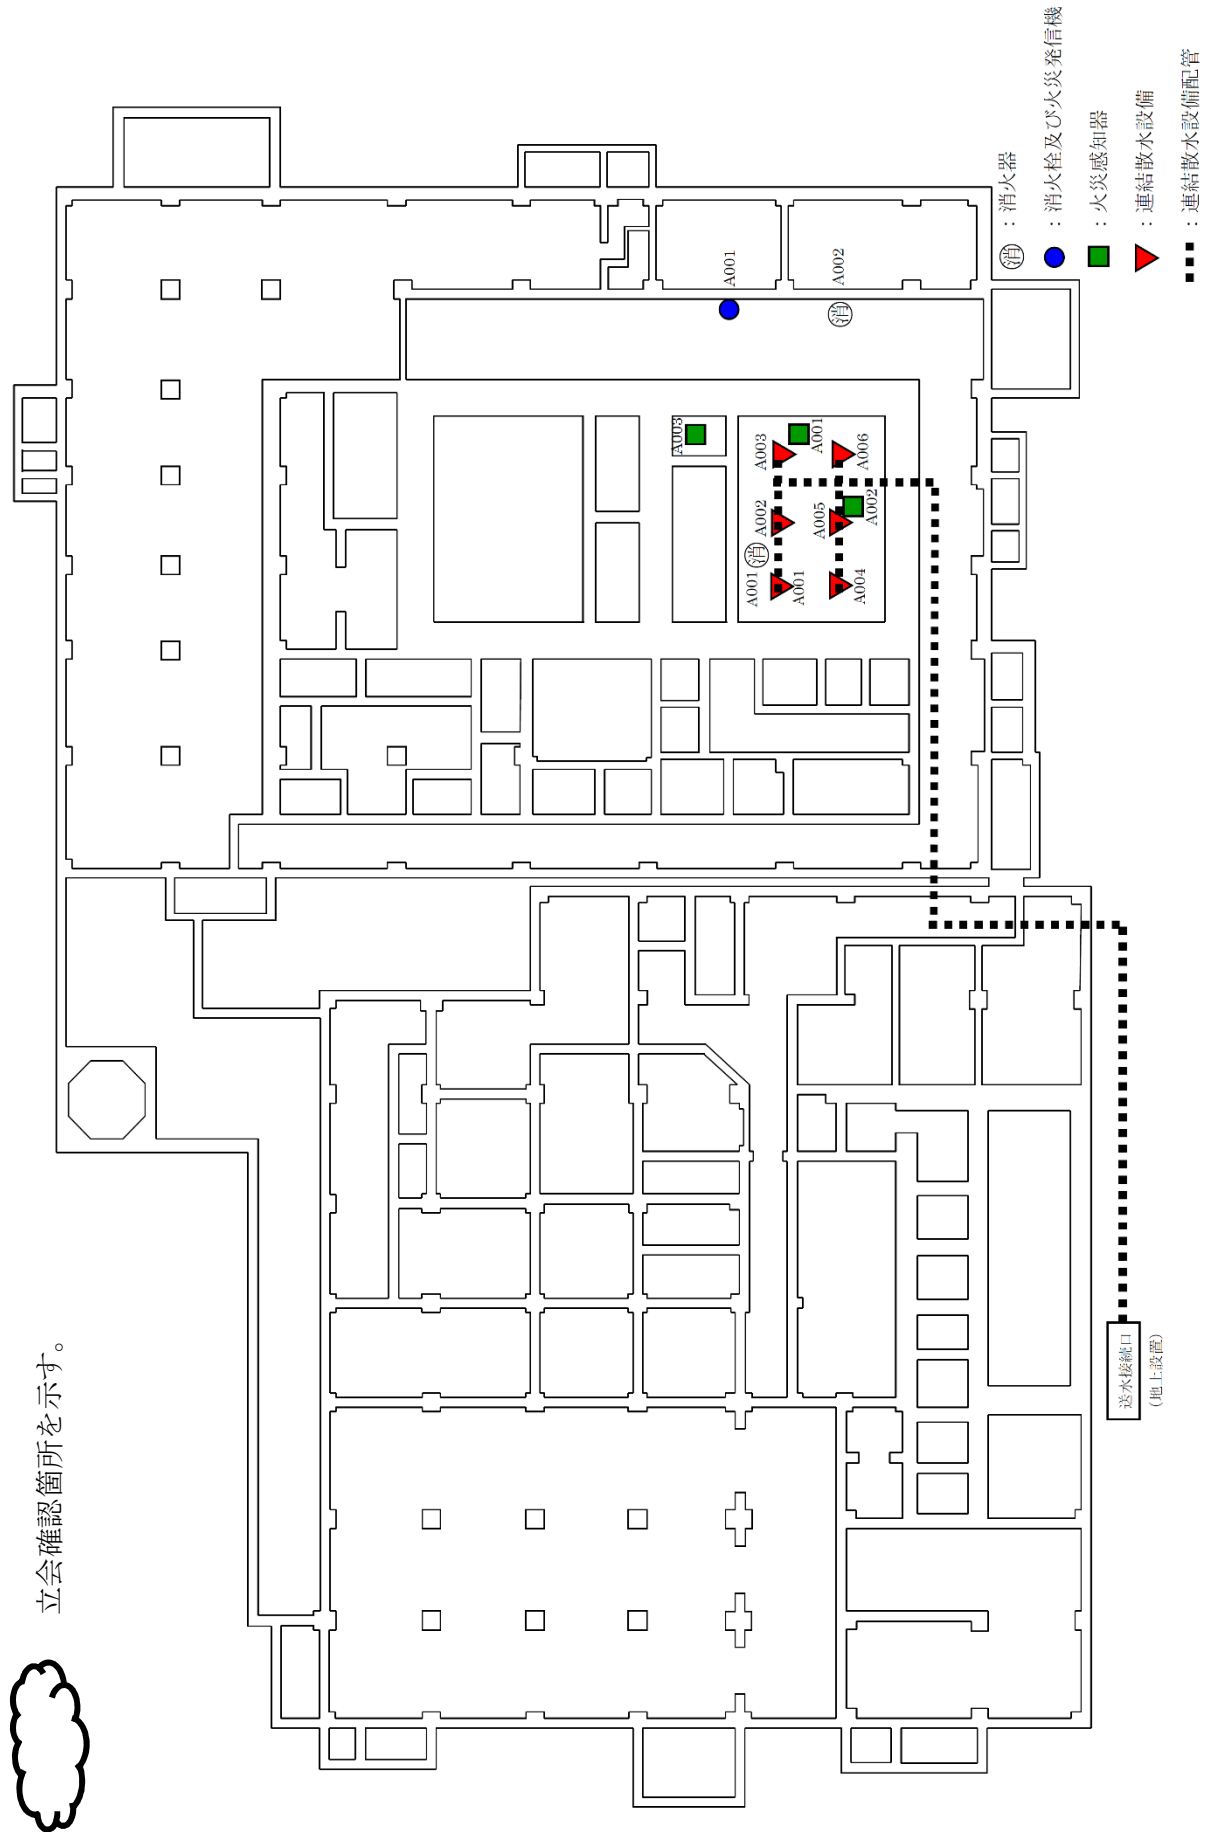 立会確認箇所を示す。
消 ：消火器
：消火栓及び火災発信機
：火災感知器
：連結散水設備
：連結散水設備配管
A001
消
A002
A003
A003
A001
A006
A002
A002
A005
消
A001
A001
A004
送水接続口
（地上設置）